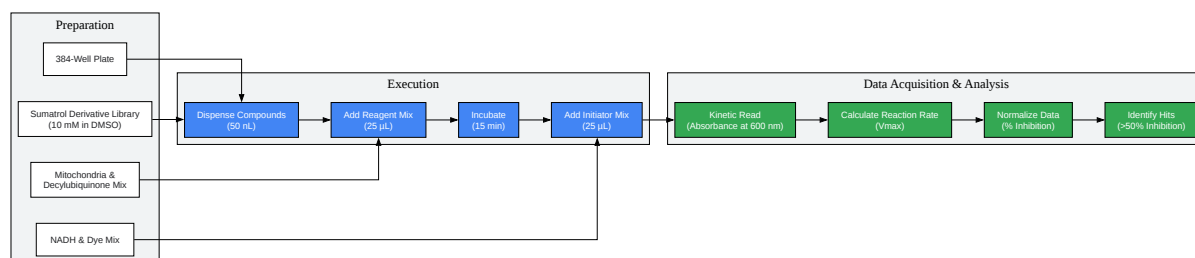 Preparation
384-Well Plate
Sumatrol Derivative Library
(10 mM in DMSO)
Mitochondria &
Decylubiquinone Mix
NADH & Dye Mix
Execution
Dispense Compounds
(50 nL)
Add Reagent Mix
(25 µL)
Incubate
(15 min)
Add Initiator Mix
(25 µL)
Data Acquisition & Analysis
Kinetic Read
(Absorbance at 600 nm)
Calculate Reaction Rate
(Vmax)
Normalize Data
(% Inhibition)
Identify Hits
(>50% Inhibition)